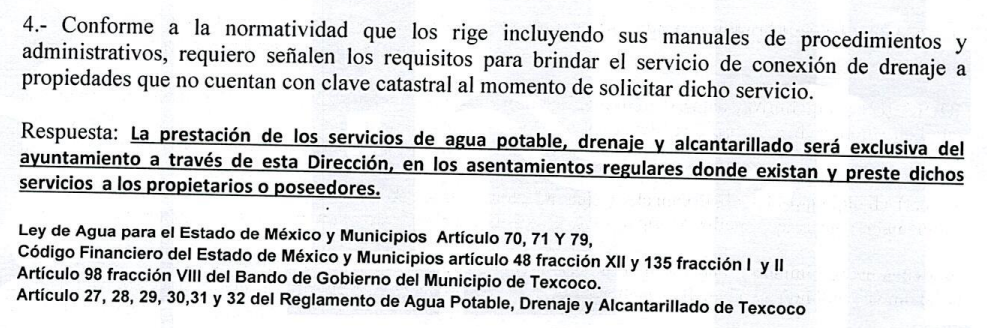 4.- Conforme a la normatividad que los rige incluyendo sus manuales de procedimientos y
administrativos, requiero señalen los requisitos para brindar el servicio de conexión de drenaje a
propiedades que no cuentan con clave catastral al momento de solicitar dicho servicio.
Respuesta: La prestación de los servicios de agua potable, drenaje y alcantarillado será exclusiva del
ayuntamiento a través de esta Dirección, en los asentamientos regulares donde existan y preste dichos
servicios a los propietarios o poseedores.
Ley de Agua para el Estado de México y Municipios Artículo 70, 71 Y 79,
Código Financiero del Estado de México y Municipios artículo 48 fracción XII y 135 fracción I y II
Artículo 98 fracción VIII del Bando de Gobierno del Municipio de Texcoco.
Artículo 27, 28, 29, 30,31 y 32 del Reglamento de Agua Potable, Drenaje y Alcantarillado de Texcoco